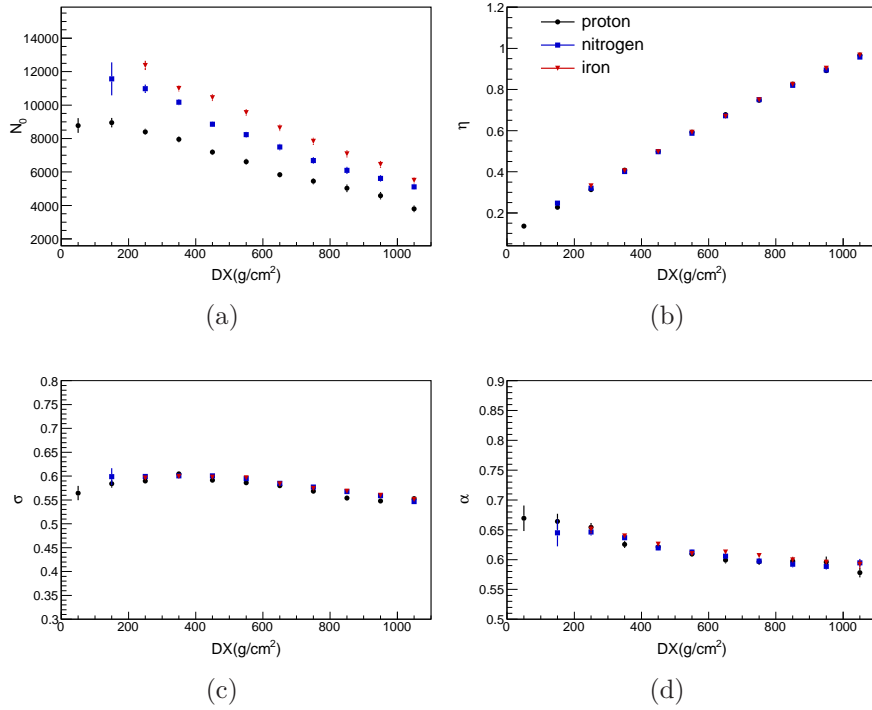 14000
12000
10000
8000
6000
4000
2000
N₀
0 200 400 600 800 1000
DX(g/cm²)
(a)
proton
nitrogen
iron
1
0.8
0.6
0.4
0.2
η
0 200 400 600 800 1000
DX(g/cm²)
(b)
0.8
0.75
0.7
0.65
0.6
0.55
0.5
0.45
0.4
0.35
0.3
σ
0 200 400 600 800 1000
DX(g/cm²)
(c)
0.9
0.85
0.8
0.75
0.7
0.65
0.6
0.55
0.5
α
0 200 400 600 800 1000
DX(g/cm²)
(d)